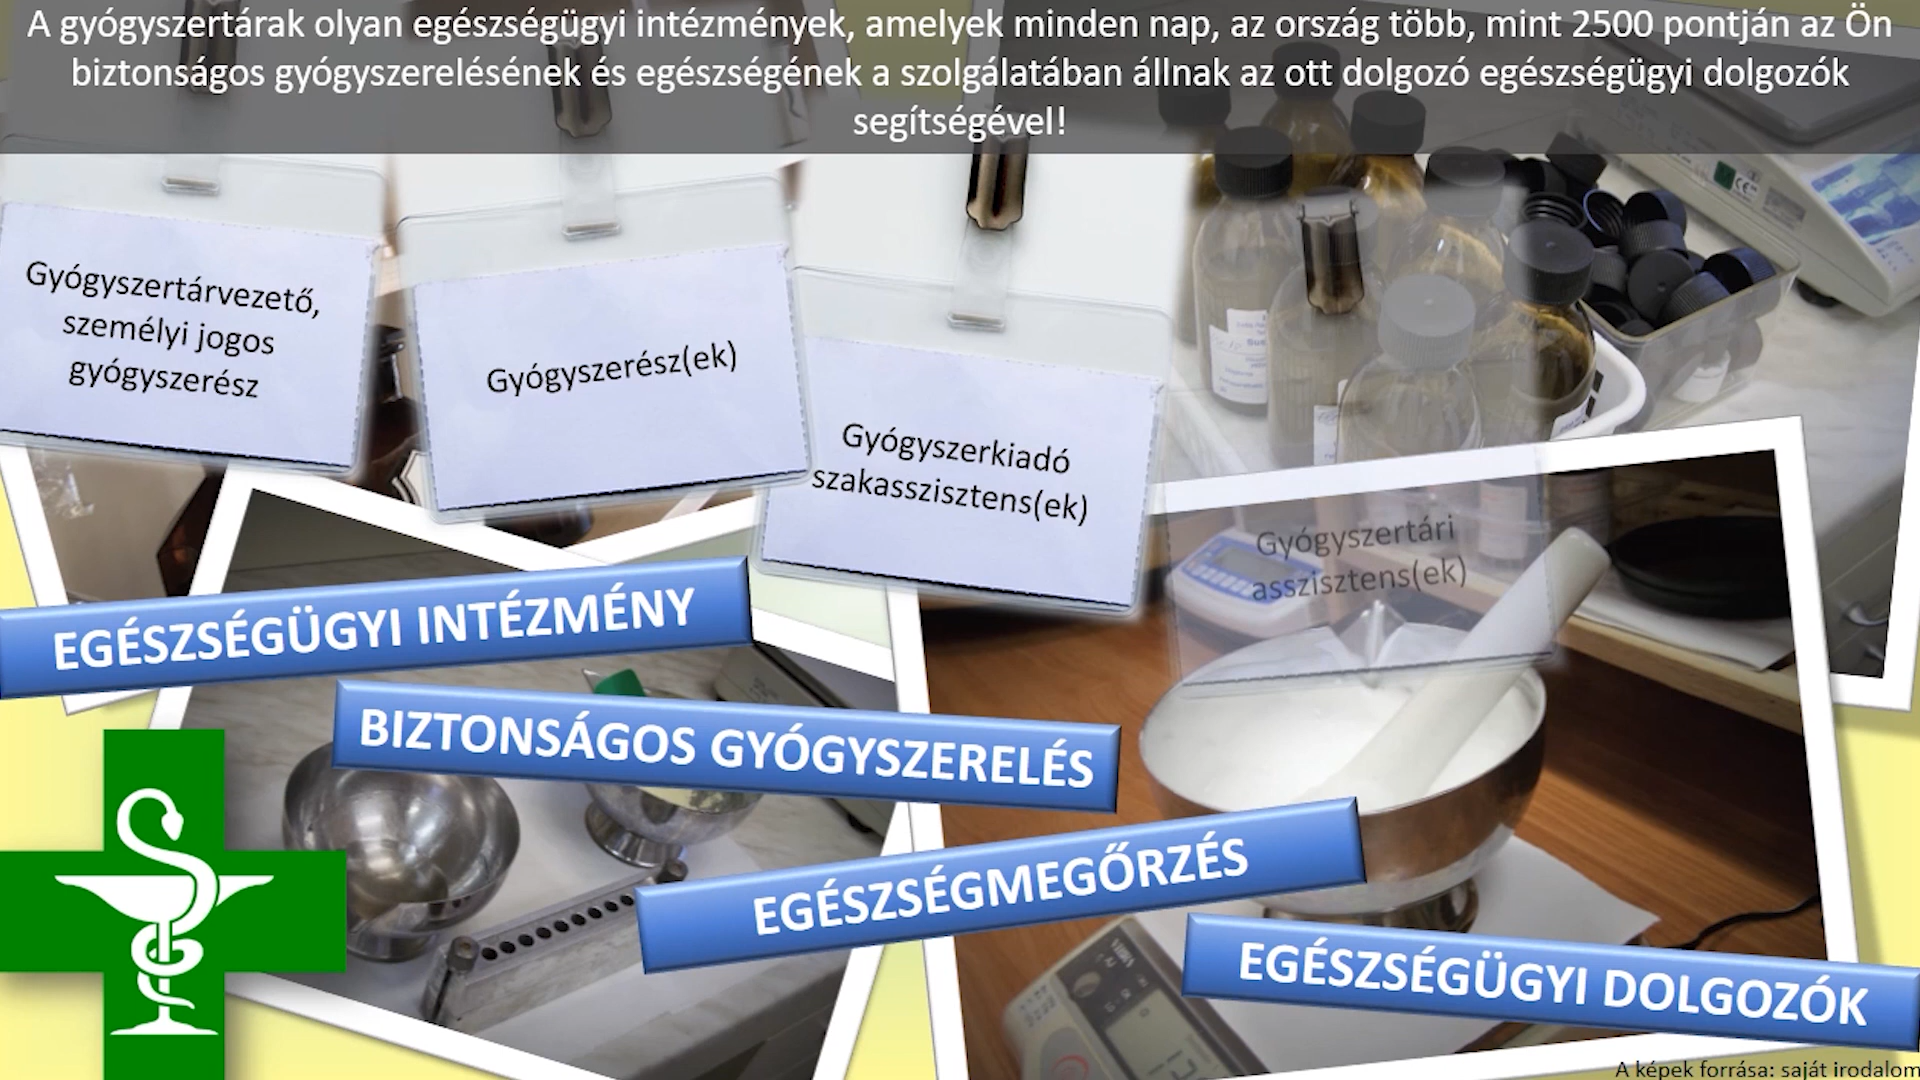 A gyógyszertárak olyan egészségügyi intézmények, amelyek minden nap, az ország több, mint 2500 pontján az Ön
biztonságos gyógyszerelésének és egészségének a szolgálatában állnak az ott dolgozó egészségügyi dolgozók
segítségével!
Gyógyszertárvezető,
személyi jogos
gyógyszerész
Gyógyszerész(ek)
Gyógyszerkiadó
szakasszisztens(ek)
Gyógyszertári
asszisztens(ek)
EGÉSZSÉGÜGYI INTÉZMÉNY
BIZTONSÁGOS GYÓGYSZERELÉS
EGÉSZSÉGMEGŐRZÉS
EGÉSZSÉGÜGYI DOLGOZÓK
A képek forrása: saját irodalom